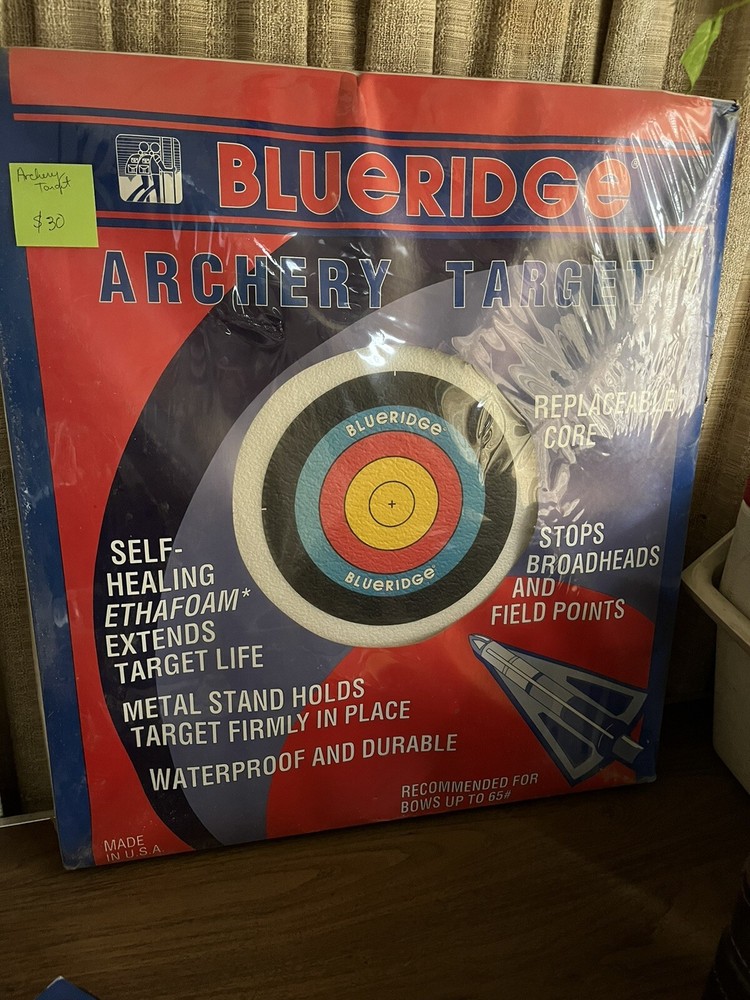 Archery
Target
$30
BLUeRIDGe®
ARCHERY TARGET
BLUeRIDGe®
BLUeRIDGe®
REPLACEABLE
CORE
STOPS
BROADHEADS
AND
FIELD POINTS
SELF-
HEALING
ETHAFOAM*
EXTENDS
TARGET LIFE
METAL STAND HOLDS
TARGET FIRMLY IN PLACE
WATERPROOF AND DURABLE
RECOMMENDED FOR
BOWS UP TO 65#
MADE
IN U.S.A.